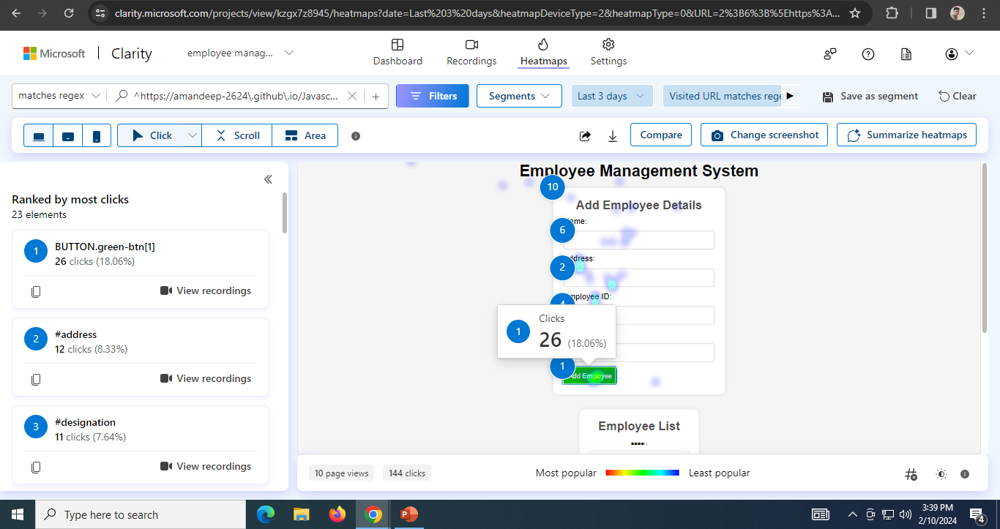 clarity.microsoft.com/projects/view/kzgx7z8945/heatmaps?date=Last%203%20days&heatmapDeviceType=2&heatmapType=0&URL=2%3B6%3B%5Ehttps%3A...
Microsoft Clarity employee manag...
Dashboard Recordings Heatmaps Settings
matches regex ^https://amandeep-2624\.github\.io/Javasc... Filters Segments Last 3 days Visited URL matches rege Save as segment Clear
Click Scroll Area Compare Change screenshot Summarize heatmaps
Ranked by most clicks
23 elements
1 BUTTON.green-btn[1]
26 clicks (18.06%)
View recordings
2 #address
12 clicks (8.33%)
View recordings
3 #designation
11 clicks (7.64%)
View recordings
Employee Management System
10
Add Employee Details
6 ame:
2 ddress:
4 mployee ID:
Clicks
1 26 (18.06%)
1 dd Employee
Employee List
10 page views 144 clicks Most popular Least popular
Type here to search
3:39 PM
2/10/2024
4